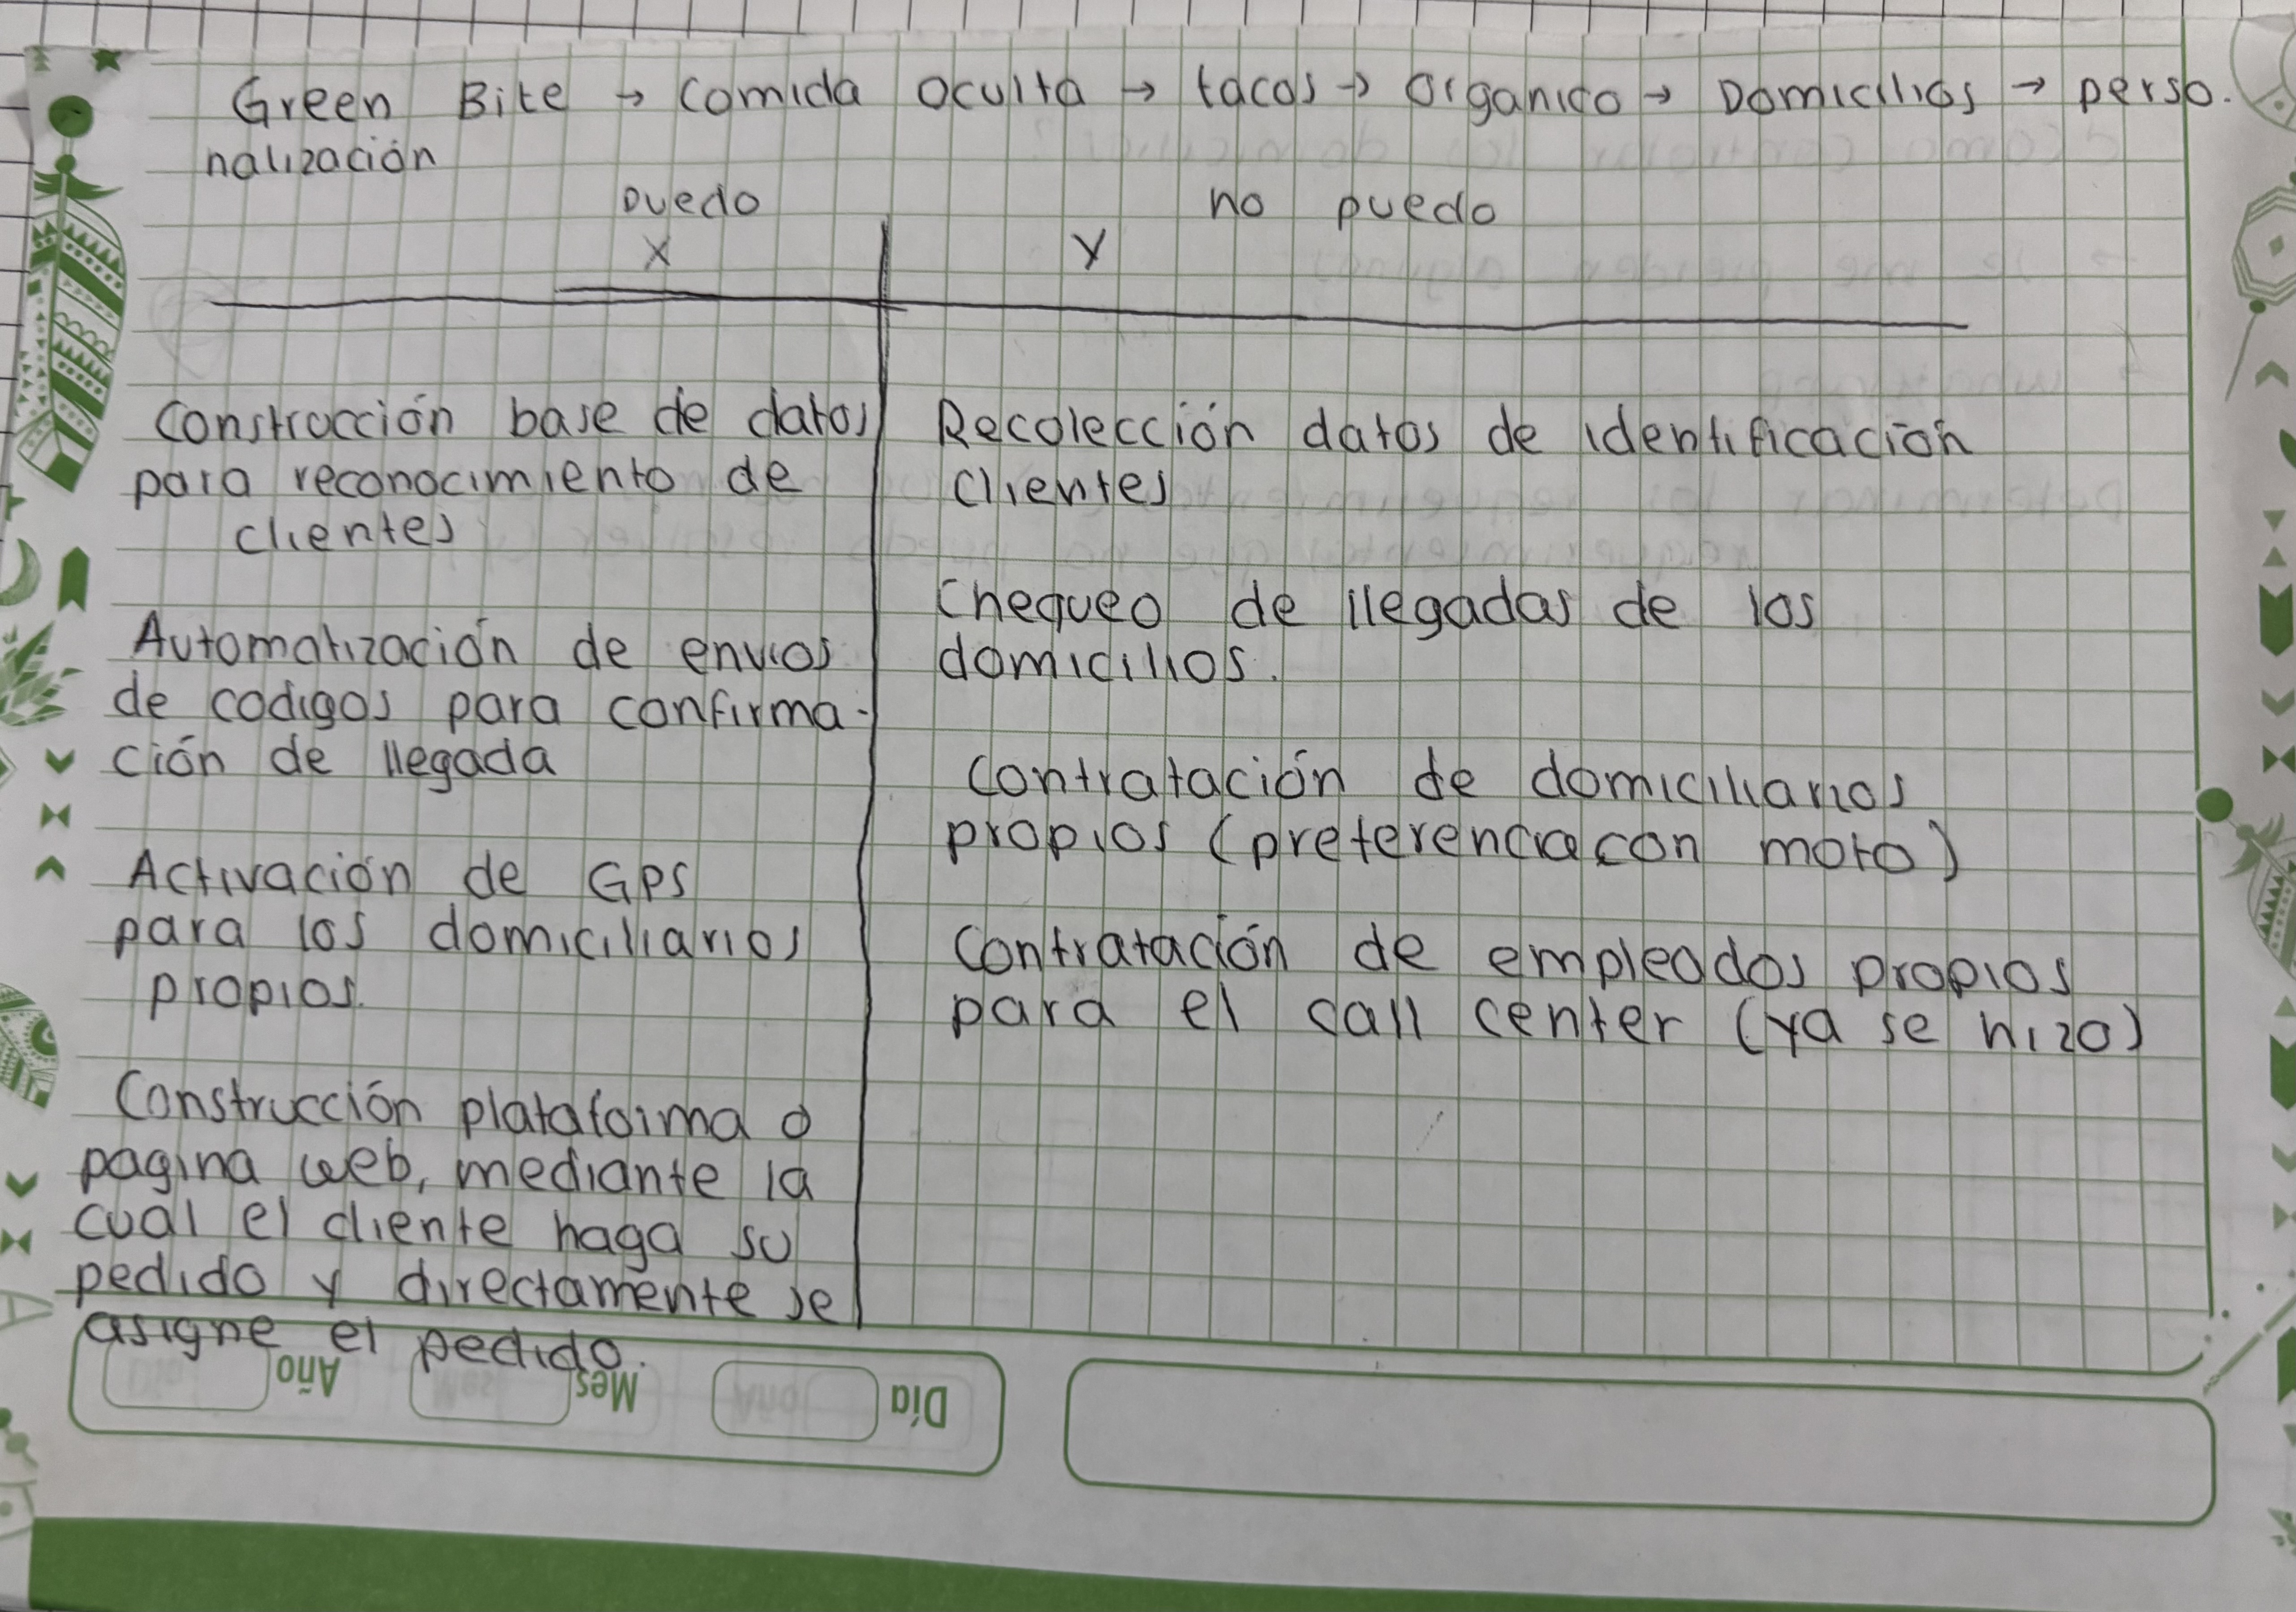 Green Bite → Comida Oculta → tacos → Organico → Domicilios → perso-
nalización
puedo no puedo
X Y
Construcción base de datos
para reconocimiento de
clientes
Automatización de envios
de codigos para confirma-
ción de llegada
Activación de GPS
para los domiciliarios
propios.
Construcción plataforma o
pagina web, mediante la
cual el cliente haga su
pedido y directamente se
asigne el pedido.
Recolección datos de identificación
clientes
Chequeo de llegadas de los
domicilios.
Contratación de domiciliarios
propios (preferencia con moto)
Contratación de empleados propios
para el call center (ya se hizo)
Año Mes Día